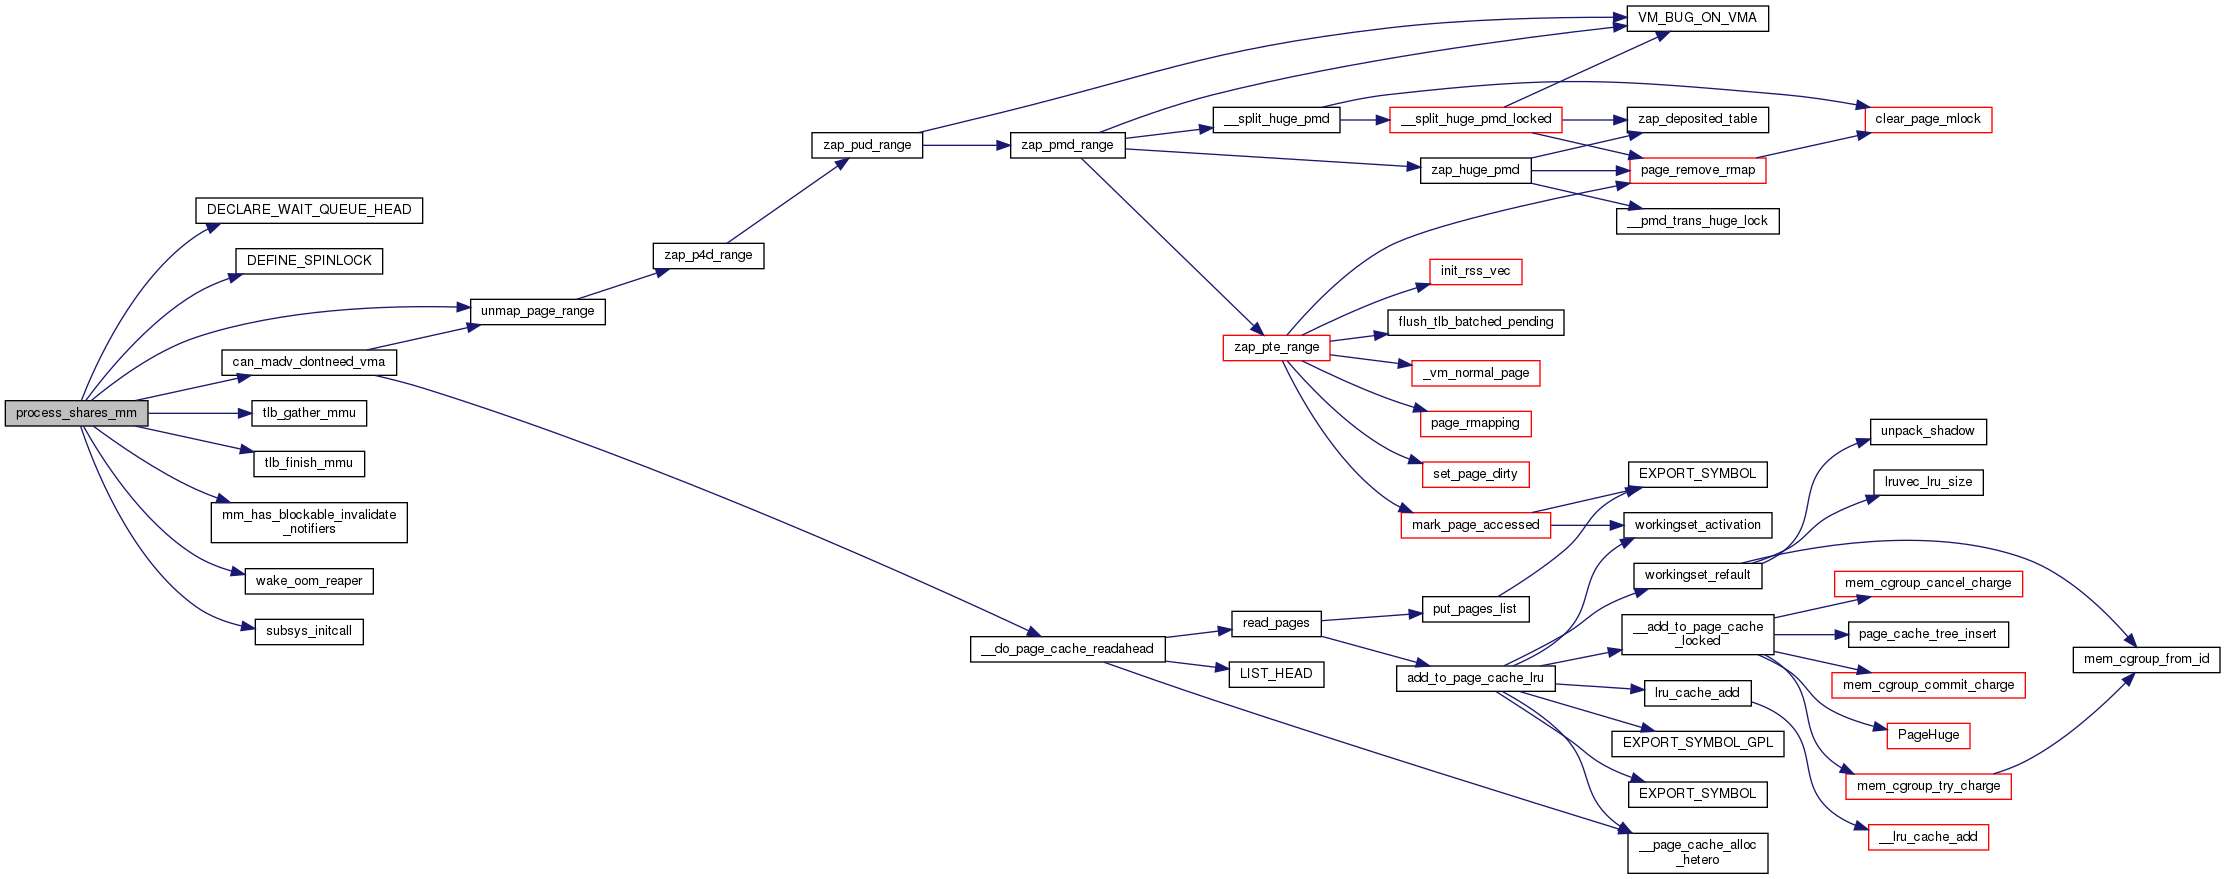 process_shares_mm
DECLARE_WAIT_QUEUE_HEAD
DEFINE_SPINLOCK
unmap_page_range
can_madv_dontneed_vma
tlb_gather_mmu
tlb_finish_mmu
mm_has_blockable_invalidate
_notifiers
wake_oom_reaper
subsys_initcall
zap_p4d_range
zap_pud_range
zap_pmd_range
__do_page_cache_readahead
__split_huge_pmd
zap_pte_range
read_pages
LIST_HEAD
__split_huge_pmd_locked
zap_huge_pmd
init_rss_vec
flush_tlb_batched_pending
_vm_normal_page
page_rmapping
set_page_dirty
mark_page_accessed
put_pages_list
add_to_page_cache_lru
VM_BUG_ON_VMA
zap_deposited_table
page_remove_rmap
__pmd_trans_huge_lock
EXPORT_SYMBOL
workingset_activation
workingset_refault
__add_to_page_cache
_locked
lru_cache_add
EXPORT_SYMBOL_GPL
EXPORT_SYMBOL
__page_cache_alloc
_hetero
clear_page_mlock
unpack_shadow
lruvec_lru_size
mem_cgroup_cancel_charge
page_cache_tree_insert
mem_cgroup_commit_charge
PageHuge
mem_cgroup_try_charge
__lru_cache_add
mem_cgroup_from_id